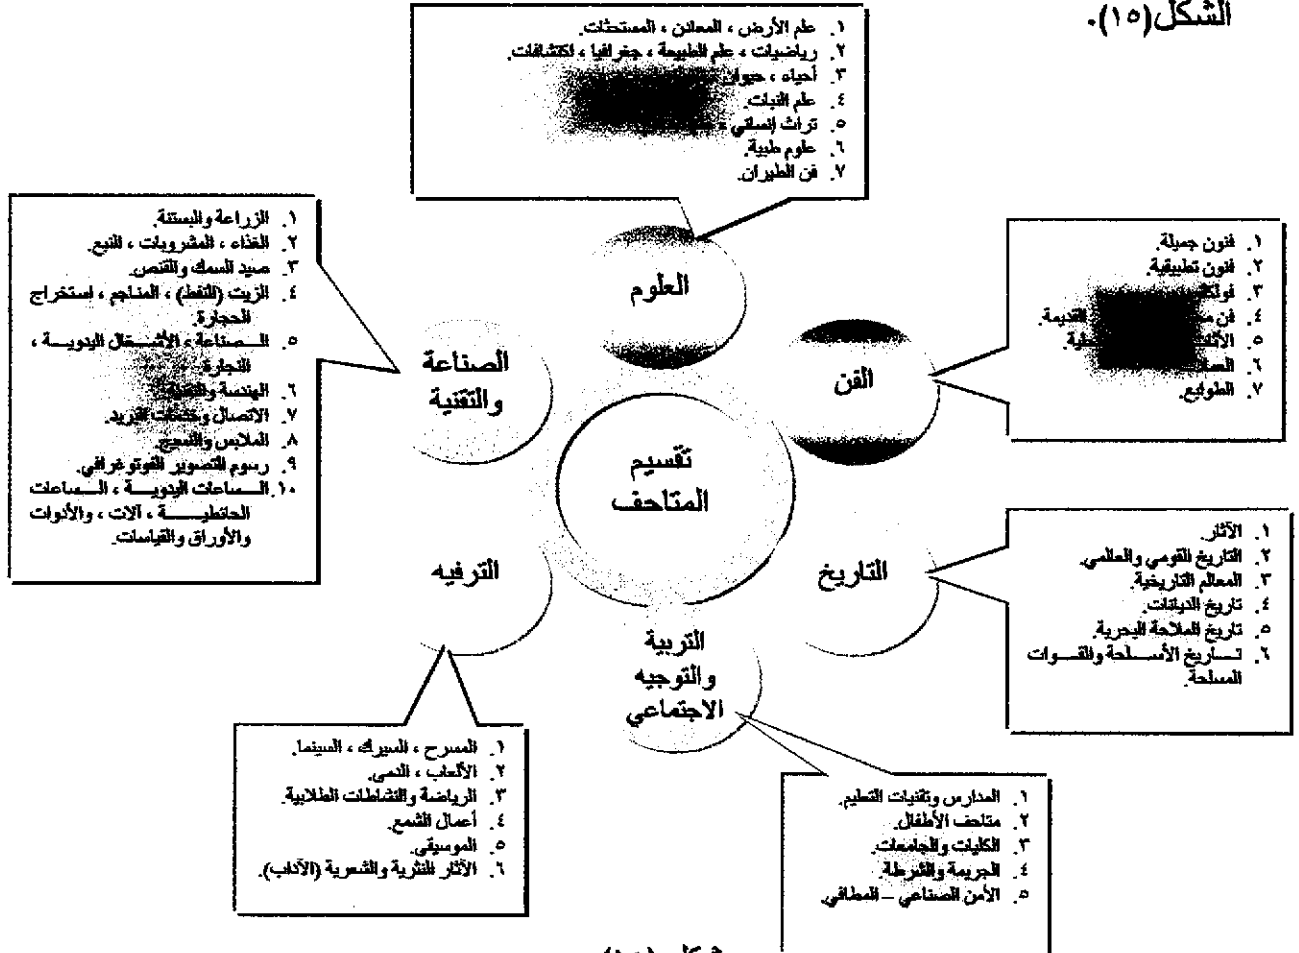 الشكل(١٥).
١. علم الأرض ، المعادن ، المستحثات.
٢. رياضيات ، علم الطبيعة ، جغرافيا ، اكتشافات.
٣. أحياء ، حيوان
٤. علم النبات.
٥. تراث إنساني ،
٦. علوم طبية.
٧. فن الطيران.
العلوم
١. فنون جميلة.
٢. فنون تطبيقية.
٣.
٤. فن القديمة.
٥.
٦.
٧. الطوابع.
الفن
١. الزراعة والبستنة.
٢. الغذاء ، المشروبات ، التبغ.
٣. صيد السمك والقنص.
٤. الزيت (النفط) ، المناجم ، استخراج
الحجارة.
٥. الصناعة ، الأشغال اليدوية ،
النجارة.
٦. الهندسة والتقنية.
٧. الاتصال وخدمات البريد.
٨. الملابس والنسيج.
٩. رسوم التصوير الفوتوغرافي.
١٠. الساعات اليدوية ، الساعات
الحائطية ، آلات ، والأدوات
والأوراق والقياسات.
الصناعة
والتقنية
تقسيم
المتاحف
١. الآثار.
٢. التاريخ القومي والعالمي.
٣. المعالم التاريخية.
٤. تاريخ الديانات.
٥. تاريخ الملاحة البحرية.
٦. تاريخ الأسلحة والقوات
المسلحة.
التاريخ
الترفيه
التربية
والتوجيه
الاجتماعي
١. المسرح ، السيرك ، السينما.
٢. الألعاب ، الدمى.
٣. الرياضة والنشاطات الطلابية.
٤. أعمال الشمع.
٥. الموسيقى.
٦. الآثار النثرية والشعرية (الآداب).
١. المدارس وتقنيات التعليم.
٢. متاحف الأطفال.
٣. الكليات والجامعات.
٤. الجريمة والشرطة.
٥. الأمن الصناعي – المطافي.